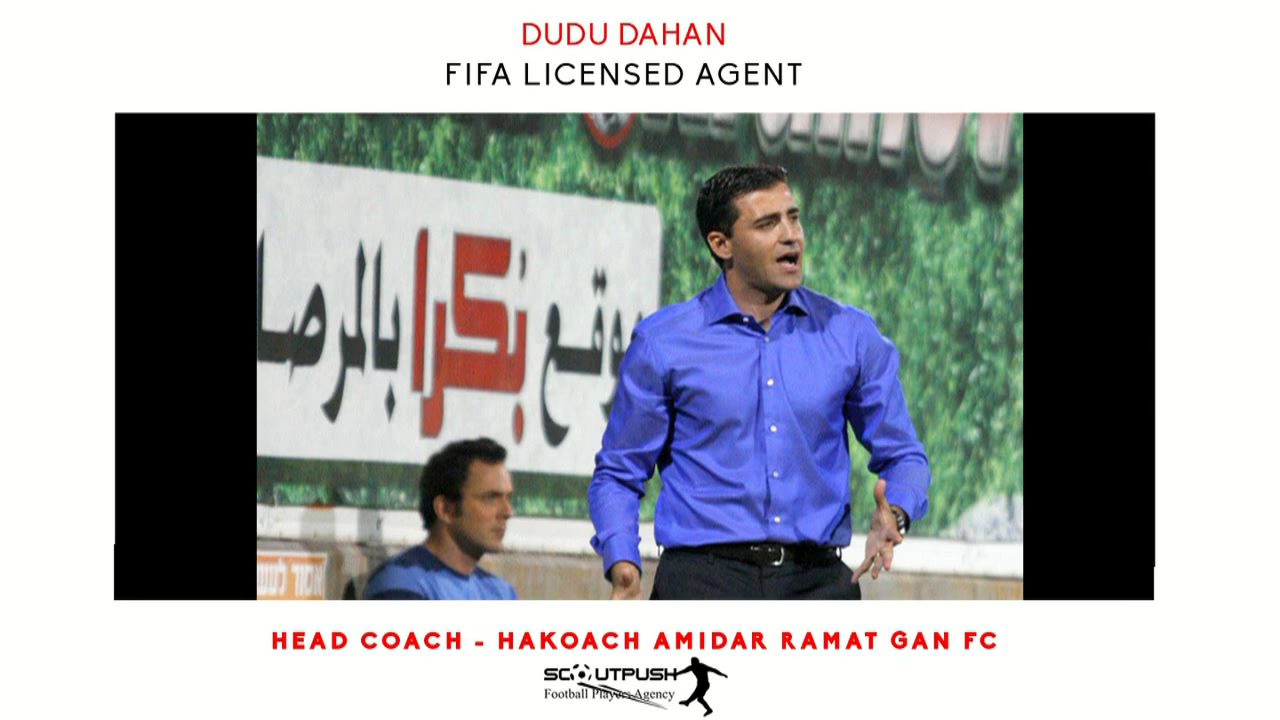 DUDU DAHAN
FIFA LICENSED AGENT
موقع بكرا بالمرصا
HEAD COACH - HAKOACH AMIDAR RAMAT GAN FC
SCOUTPUSH
Football Players Agency